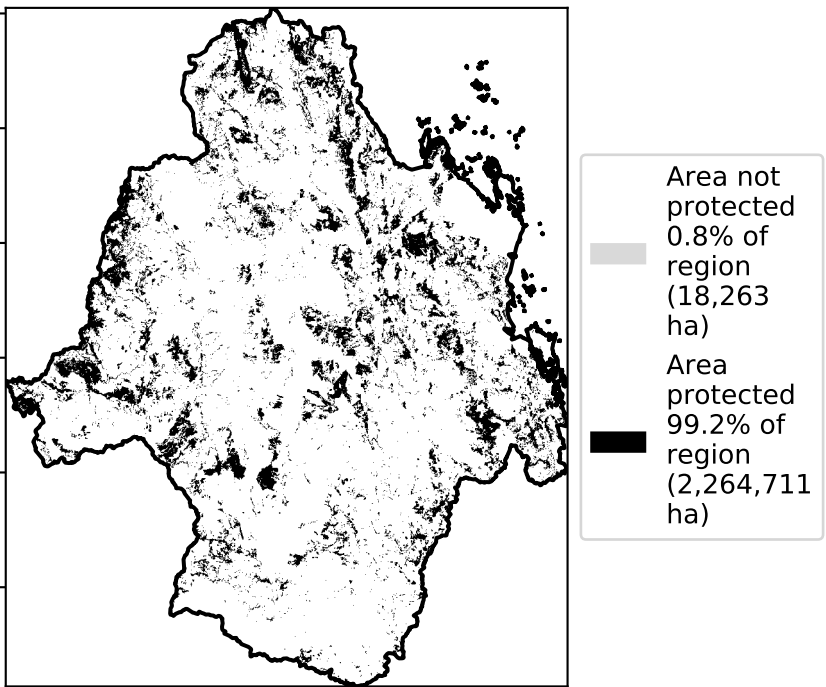 Area not
protected
0.8% of
region
(18,263
ha)
Area
protected
99.2% of
region
(2,264,711
ha)